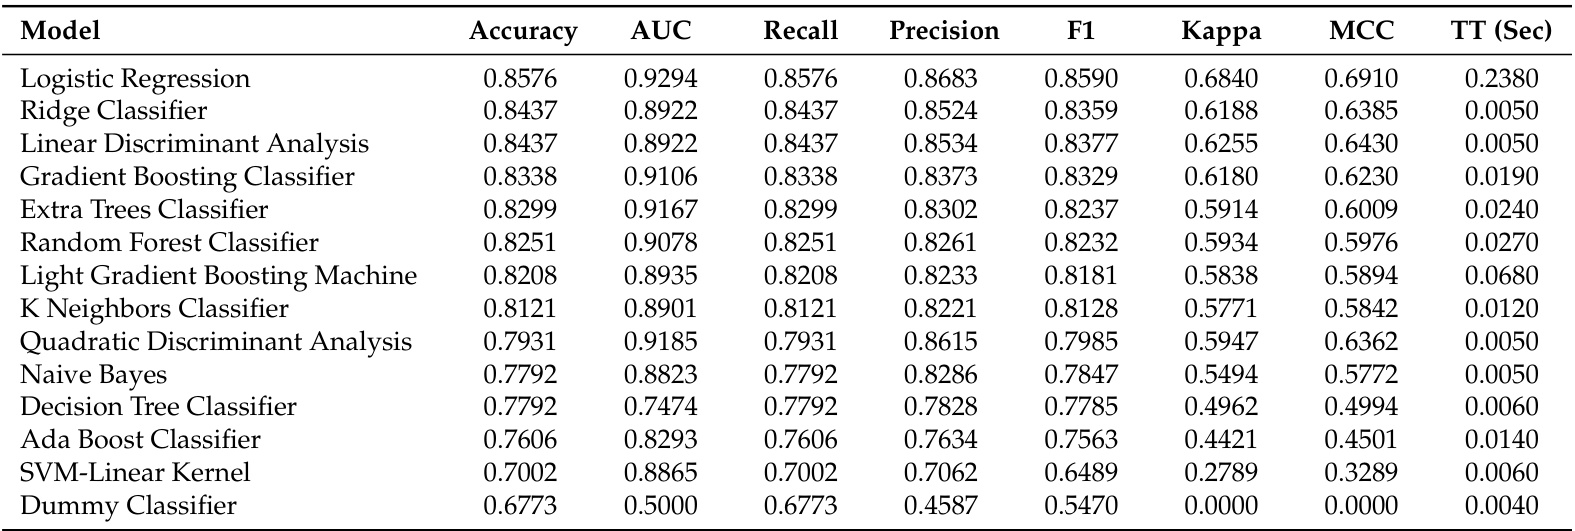 Model Accuracy AUC Recall Precision F1 Kappa MCC TT (Sec)
Logistic Regression 0.8576 0.9294 0.8576 0.8683 0.8590 0.6840 0.6910 0.2380
Ridge Classifier 0.8437 0.8922 0.8437 0.8524 0.8359 0.6188 0.6385 0.0050
Linear Discriminant Analysis 0.8437 0.8922 0.8437 0.8534 0.8377 0.6255 0.6430 0.0050
Gradient Boosting Classifier 0.8338 0.9106 0.8338 0.8373 0.8329 0.6180 0.6230 0.0190
Extra Trees Classifier 0.8299 0.9167 0.8299 0.8302 0.8237 0.5914 0.6009 0.0240
Random Forest Classifier 0.8251 0.9078 0.8251 0.8261 0.8232 0.5934 0.5976 0.0270
Light Gradient Boosting Machine 0.8208 0.8935 0.8208 0.8233 0.8181 0.5838 0.5894 0.0680
K Neighbors Classifier 0.8121 0.8901 0.8121 0.8221 0.8128 0.5771 0.5842 0.0120
Quadratic Discriminant Analysis 0.7931 0.9185 0.7931 0.8615 0.7985 0.5947 0.6362 0.0050
Naive Bayes 0.7792 0.8823 0.7792 0.8286 0.7847 0.5494 0.5772 0.0050
Decision Tree Classifier 0.7792 0.7474 0.7792 0.7828 0.7785 0.4962 0.4994 0.0060
Ada Boost Classifier 0.7606 0.8293 0.7606 0.7634 0.7563 0.4421 0.4501 0.0140
SVM-Linear Kernel 0.7002 0.8865 0.7002 0.7062 0.6489 0.2789 0.3289 0.0060
Dummy Classifier 0.6773 0.5000 0.6773 0.4587 0.5470 0.0000 0.0000 0.0040